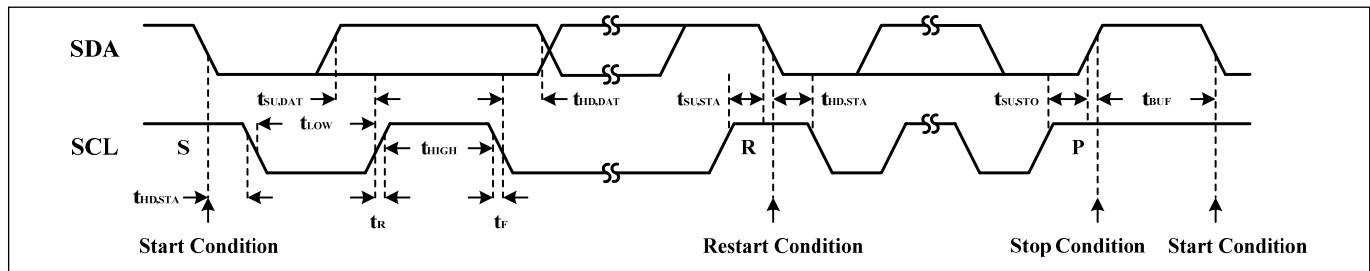 SDA
tSU,DAT tHD,DAT tSU,STA tHD,STA tSU,STO tBUF
tLOW
SCL S tHIGH R P
tHD,STA
tR tF
Start Condition Restart Condition Stop Condition Start Condition